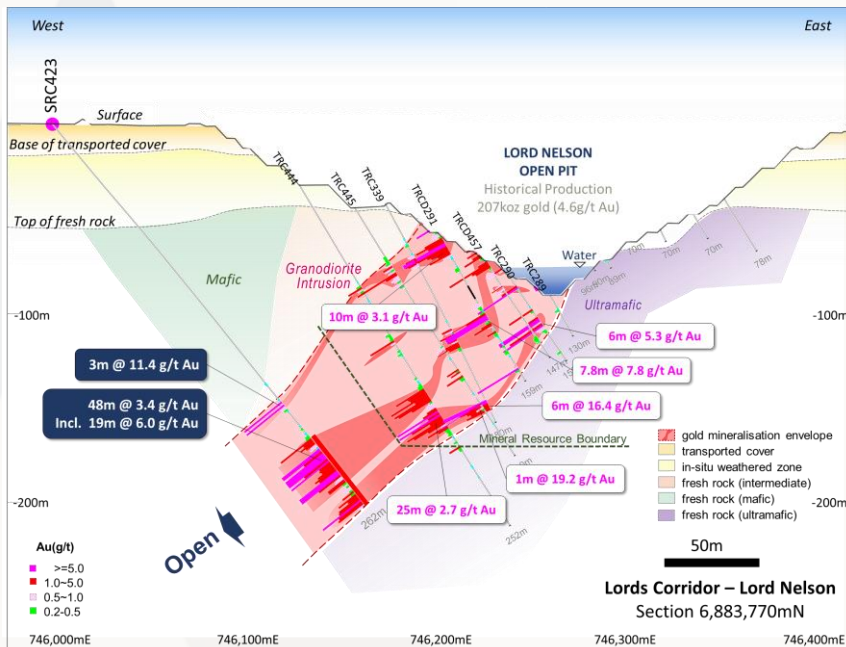 West
East
SRC423
Surface
Base of transported cover
Top of fresh rock
TRC444
TRC445
TRC339
TRCD291
TRCD457
TRC290
TRC289
LORD NELSON
OPEN PIT
Historical Production
207koz gold (4.6g/t Au)
Water
70m
70m
70m
78m
Mafic
Granodiorite
Intrusion
Ultramafic
-100m
-100m
10m @ 3.1 g/t Au
6m @ 5.3 g/t Au
3m @ 11.4 g/t Au
7.8m @ 7.8 g/t Au
130m
147m
159m
48m @ 3.4 g/t Au
Incl. 19m @ 6.0 g/t Au
6m @ 16.4 g/t Au
Mineral Resource Boundary
1m @ 19.2 g/t Au
25m @ 2.7 g/t Au
262m
252m
-200m
-200m
Open
gold mineralisation envelope
transported cover
in-situ weathered zone
fresh rock (intermediate)
fresh rock (mafic)
fresh rock (ultramafic)
50m
Au(g/t)
>=5.0
1.0~5.0
0.5~1.0
0.2-0.5
Lords Corridor – Lord Nelson
Section 6,883,770mN
746,000mE
746,100mE
746,200mE
746,300mE
746,400mE